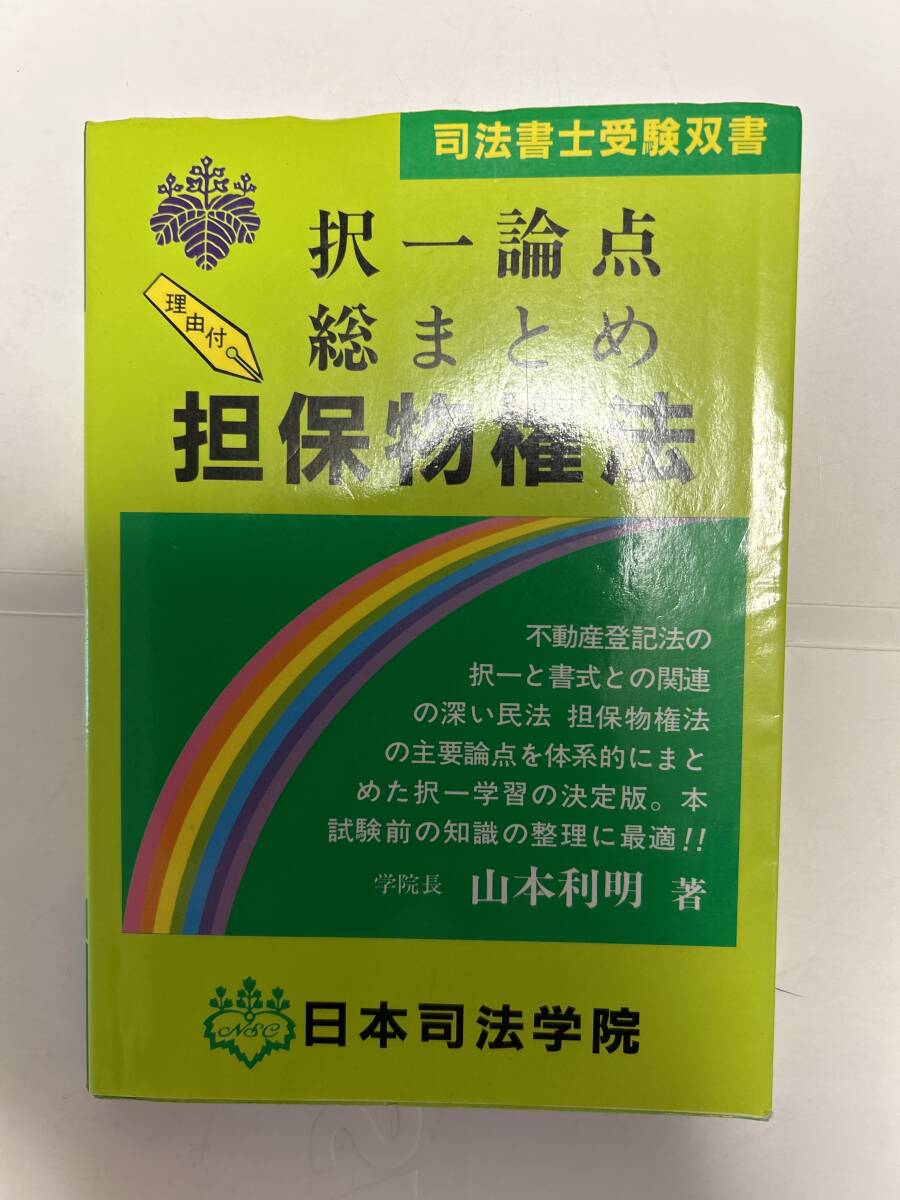 司法書士受験双書
択一論点
理由付
総まとめ
担保物権法
不動産登記法の
択一と書式との関連
の深い民法 担保物権法
の主要論点を体系的にまと
めた択一学習の決定版。本
試験前の知識の整理に最適!!
学院長 山本利明 著
NSC 日本司法学院